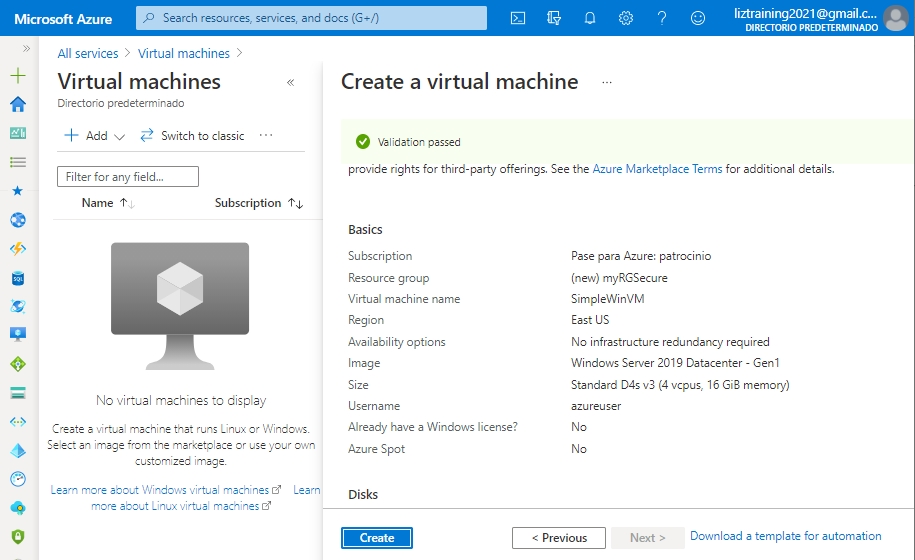 Microsoft Azure
Search resources, services, and docs (G+/)
liztraining2021@gmail.c...
DIRECTORIO PREDETERMINADO
All services > Virtual machines >
Virtual machines
Directorio predeterminado
Add
Switch to classic
Filter for any field...
Name
Subscription
No virtual machines to display
Create a virtual machine that runs Linux or Windows.
Select an image from the marketplace or use your own
customized image.
Learn more about Windows virtual machines
Learn
more about Linux virtual machines
Create a virtual machine
Validation passed
provide rights for third-party offerings. See the Azure Marketplace Terms for additional details.
Basics
Subscription Pase para Azure: patrocinio
Resource group (new) myRGSecure
Virtual machine name SimpleWinVM
Region East US
Availability options No infrastructure redundancy required
Image Windows Server 2019 Datacenter - Gen1
Size Standard D4s v3 (4 vcpus, 16 GiB memory)
Username azureuser
Already have a Windows license? No
Azure Spot No
Disks
Create
< Previous
Next >
Download a template for automation